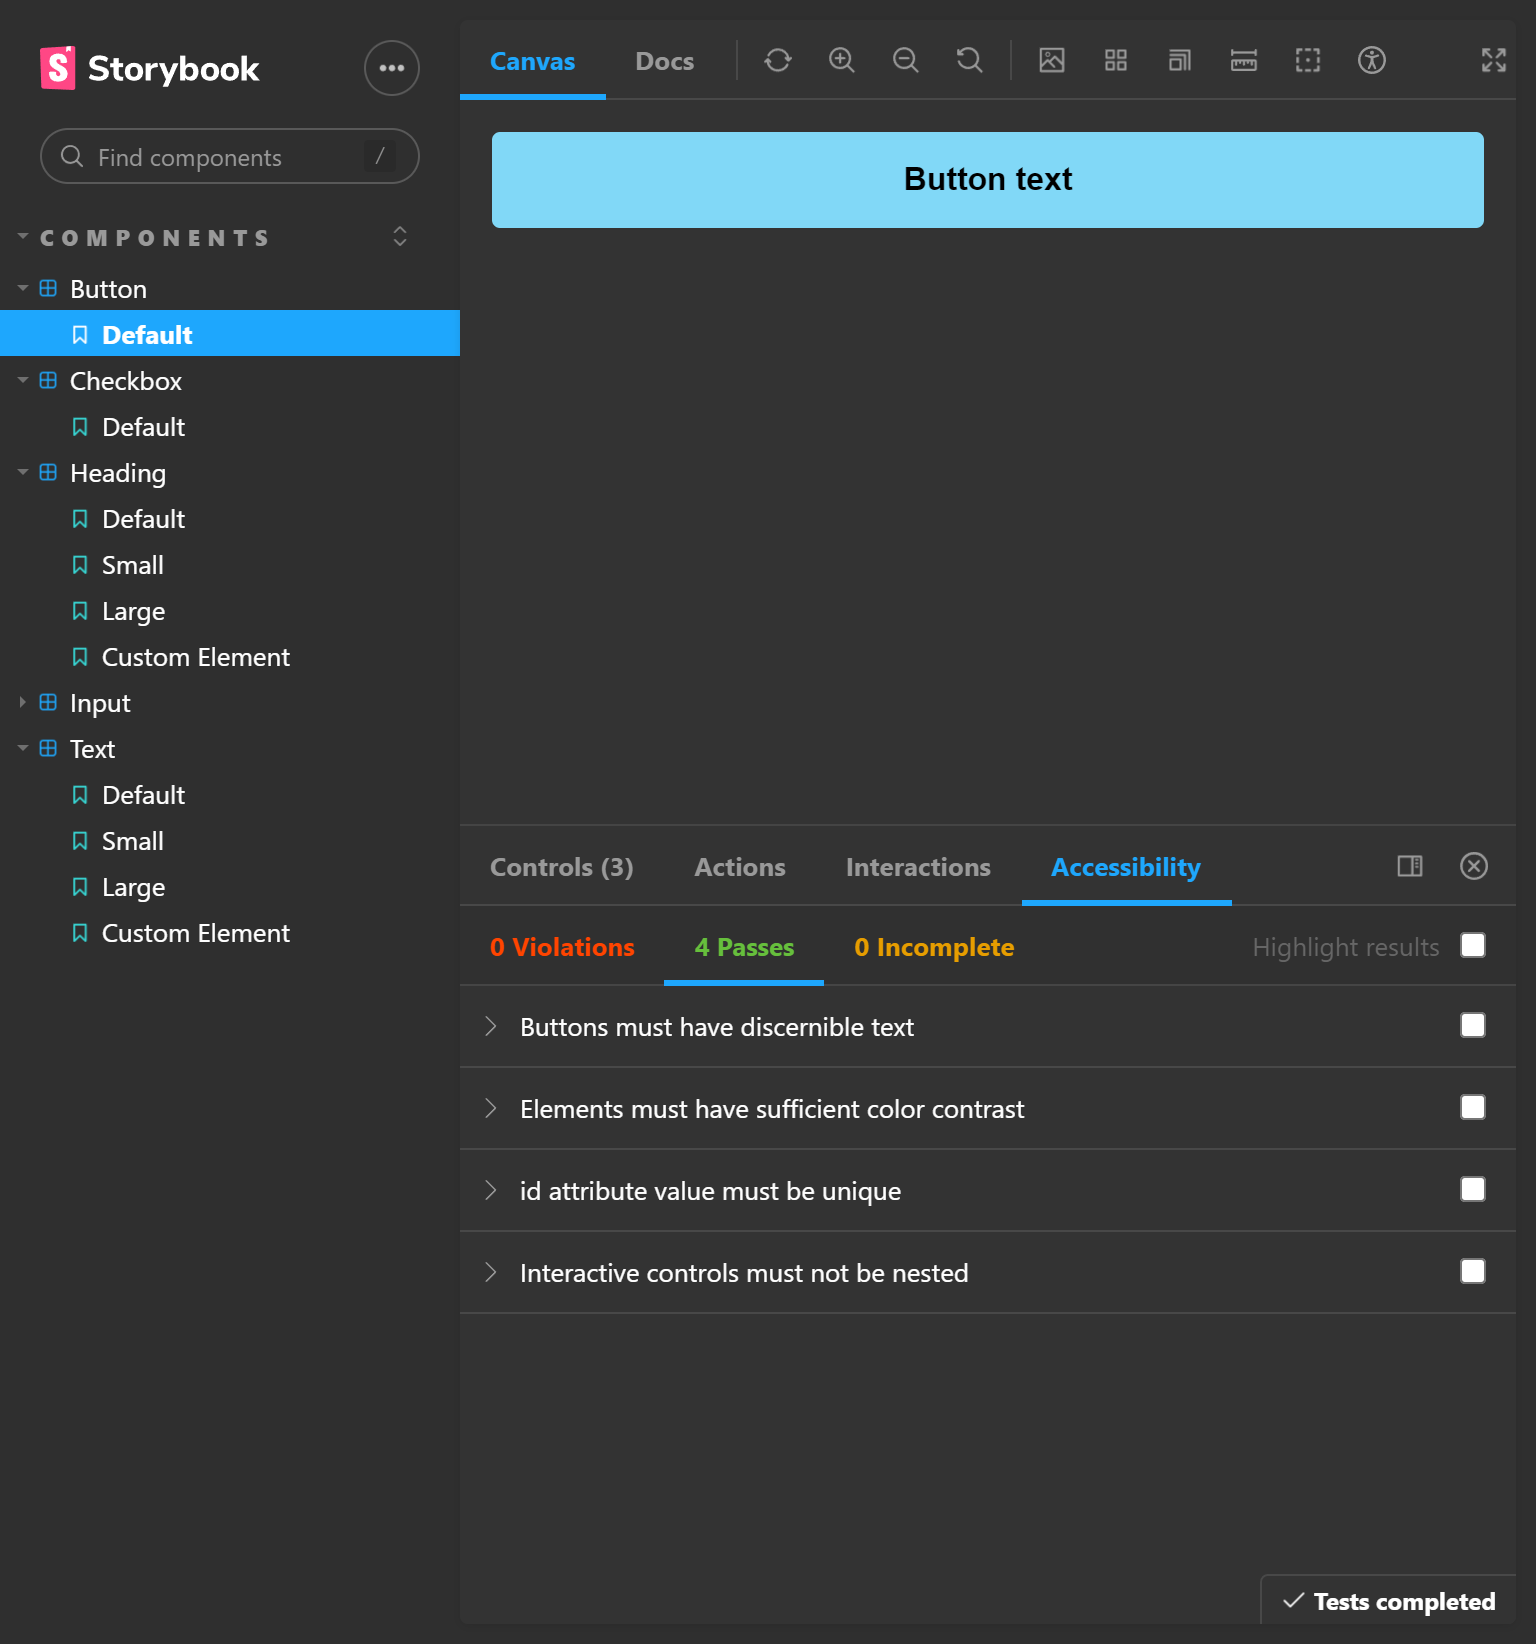 Storybook
Find components /
COMPONENTS
Button
Default
Checkbox
Default
Heading
Default
Small
Large
Custom Element
Input
Text
Default
Small
Large
Custom Element
Canvas Docs
Button text
Controls (3) Actions Interactions Accessibility
0 Violations 4 Passes 0 Incomplete Highlight results
Buttons must have discernible text
Elements must have sufficient color contrast
id attribute value must be unique
Interactive controls must not be nested
Tests completed